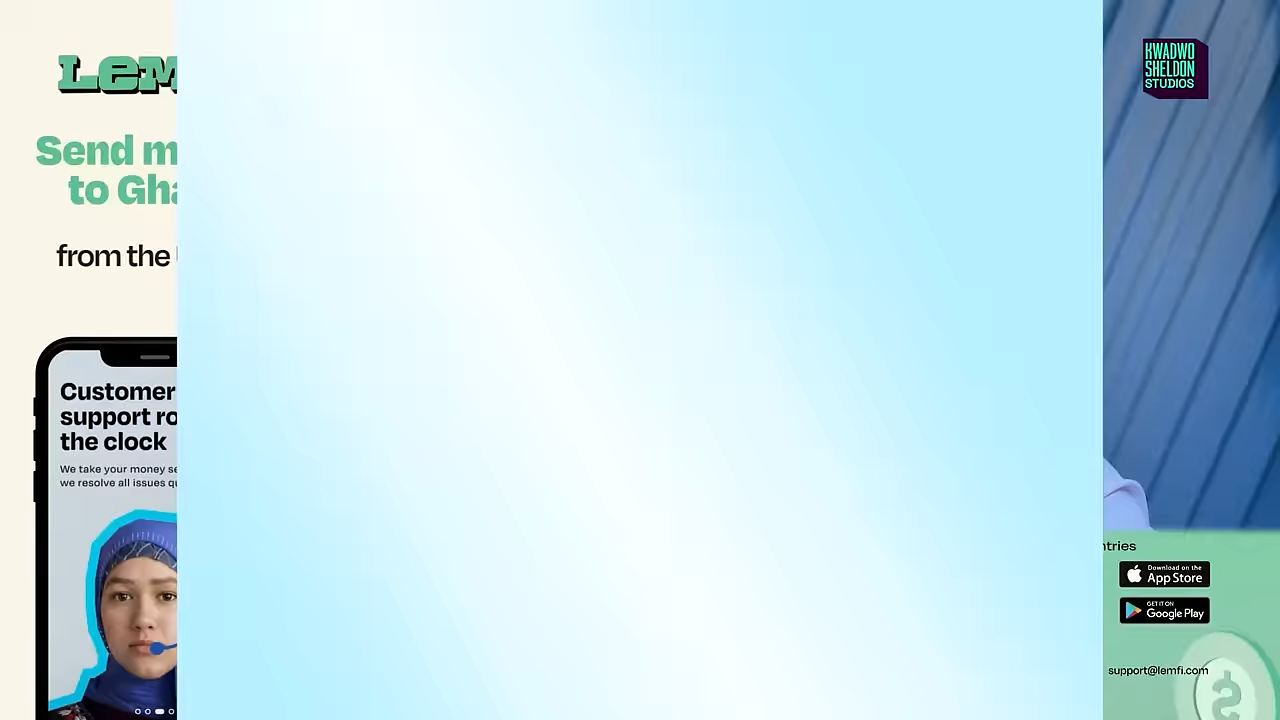 Lem
Send m
to Gha
from the
Customer
support ro
the clock
We take your money se
we resolve all issues qu
KWADWO
SHELDON
STUDIOS
ntries
Download on the
App Store
GET IT ON
Google Play
support@lemfi.com